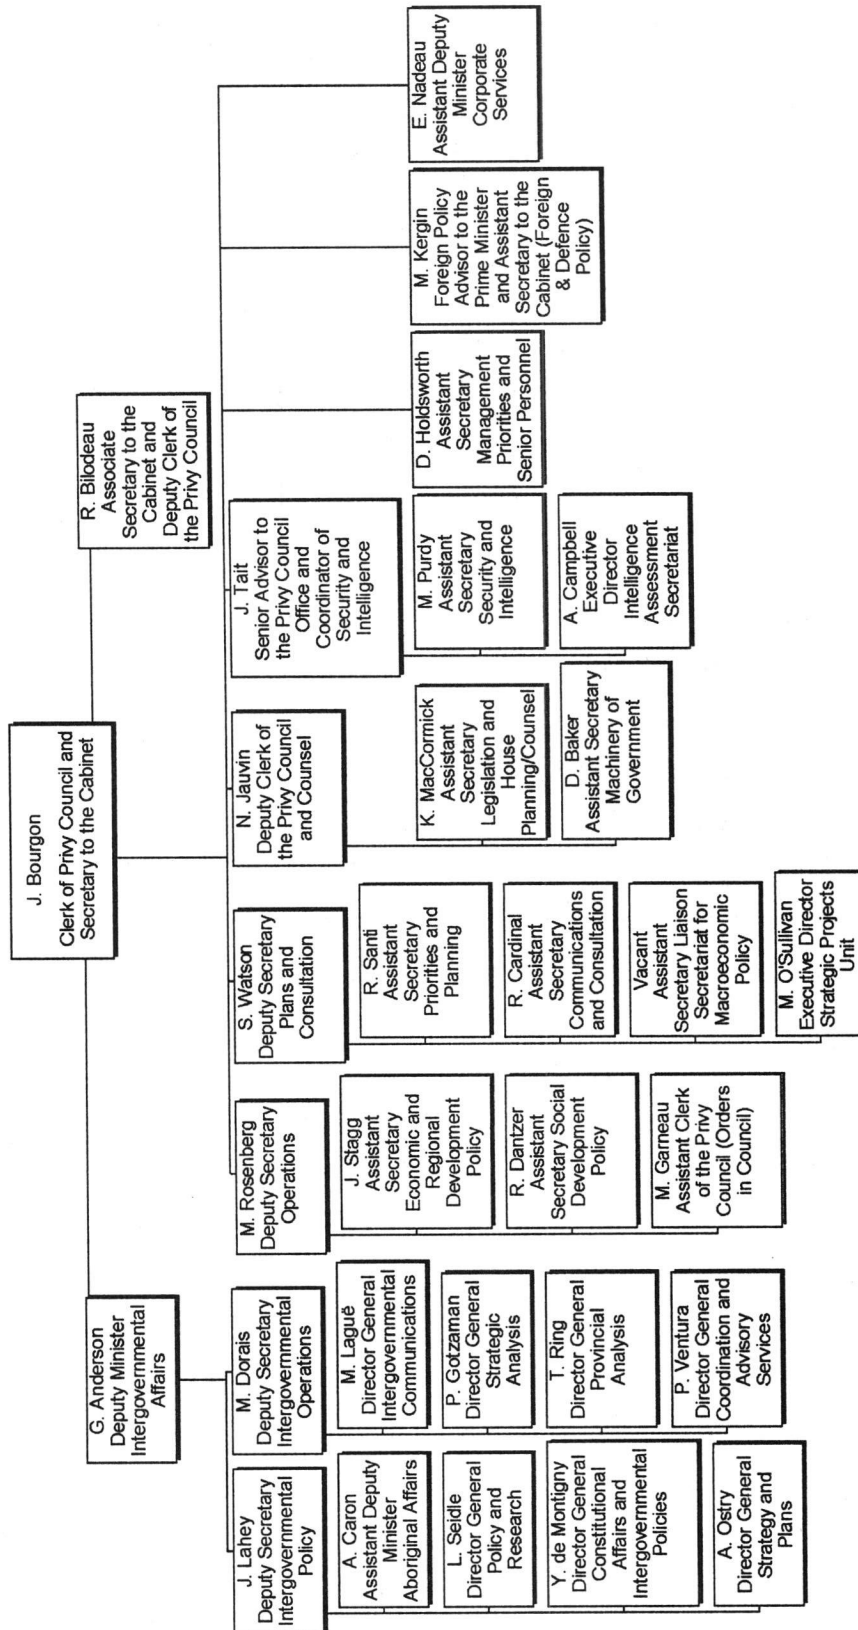 J. Bourgon
Clerk of Privy Council and
Secretary to the Cabinet
G. Anderson
Deputy Minister
Intergovernmental
Affairs
R. Bilodeau
Associate
Secretary to the
Cabinet and
Deputy Clerk of
the Privy Council
J. Lahey
Deputy Secretary
Intergovernmental
Policy
A. Caron
Assistant Deputy
Minister
Aboriginal Affairs
L. Seidle
Director General
Policy and
Research
Y. de Montigny
Director General
Constitutional
Affairs and
Intergovernmental
Policies
A. Ostry
Director General
Strategy and
Plans
M. Dorais
Deputy Secretary
Intergovernmental
Operations
M. Laguë
Director General
Intergovernmental
Communications
P. Gotzaman
Director General
Strategic
Analysis
T. Ring
Director General
Provincial
Analysis
P. Ventura
Director General
Coordination and
Advisory
Services
M. Rosenberg
Deputy Secretary
Operations
J. Stagg
Assistant
Secretary
Economic and
Regional
Development
Policy
R. Dantzer
Assistant
Secretary Social
Development
Policy
M. Garneau
Assistant Clerk
of the Privy
Council (Orders
in Council)
S. Watson
Deputy Secretary
Plans and
Consultation
R. Santi
Assistant
Secretary
Priorities and
Planning
R. Cardinal
Assistant
Secretary
Communications
and Consultation
Vacant
Assistant
Secretary Liaison
Secretariat for
Macroeconomic
Policy
M. O'Sullivan
Executive Director
Strategic Projects
Unit
N. Jauvin
Deputy Clerk of
the Privy Council
and Counsel
K. MacCormick
Assistant
Secretary
Legislation and
House
Planning/Counsel
D. Baker
Assistant Secretary
Machinery of
Government
J. Tait
Senior Advisor to
the Privy Council
Office and
Coordinator of
Security and
Intelligence
M. Purdy
Assistant
Secretary
Security and
Intelligence
A. Campbell
Executive
Director
Intelligence
Assessment
Secretariat
D. Holdsworth
Assistant
Secretary
Management
Priorities and
Senior Personnel
M. Kergin
Foreign Policy
Advisor to the
Prime Minister
and Assistant
Secretary to the
Cabinet (Foreign
& Defence
Policy)
E. Nadeau
Assistant Deputy
Minister
Corporate
Services